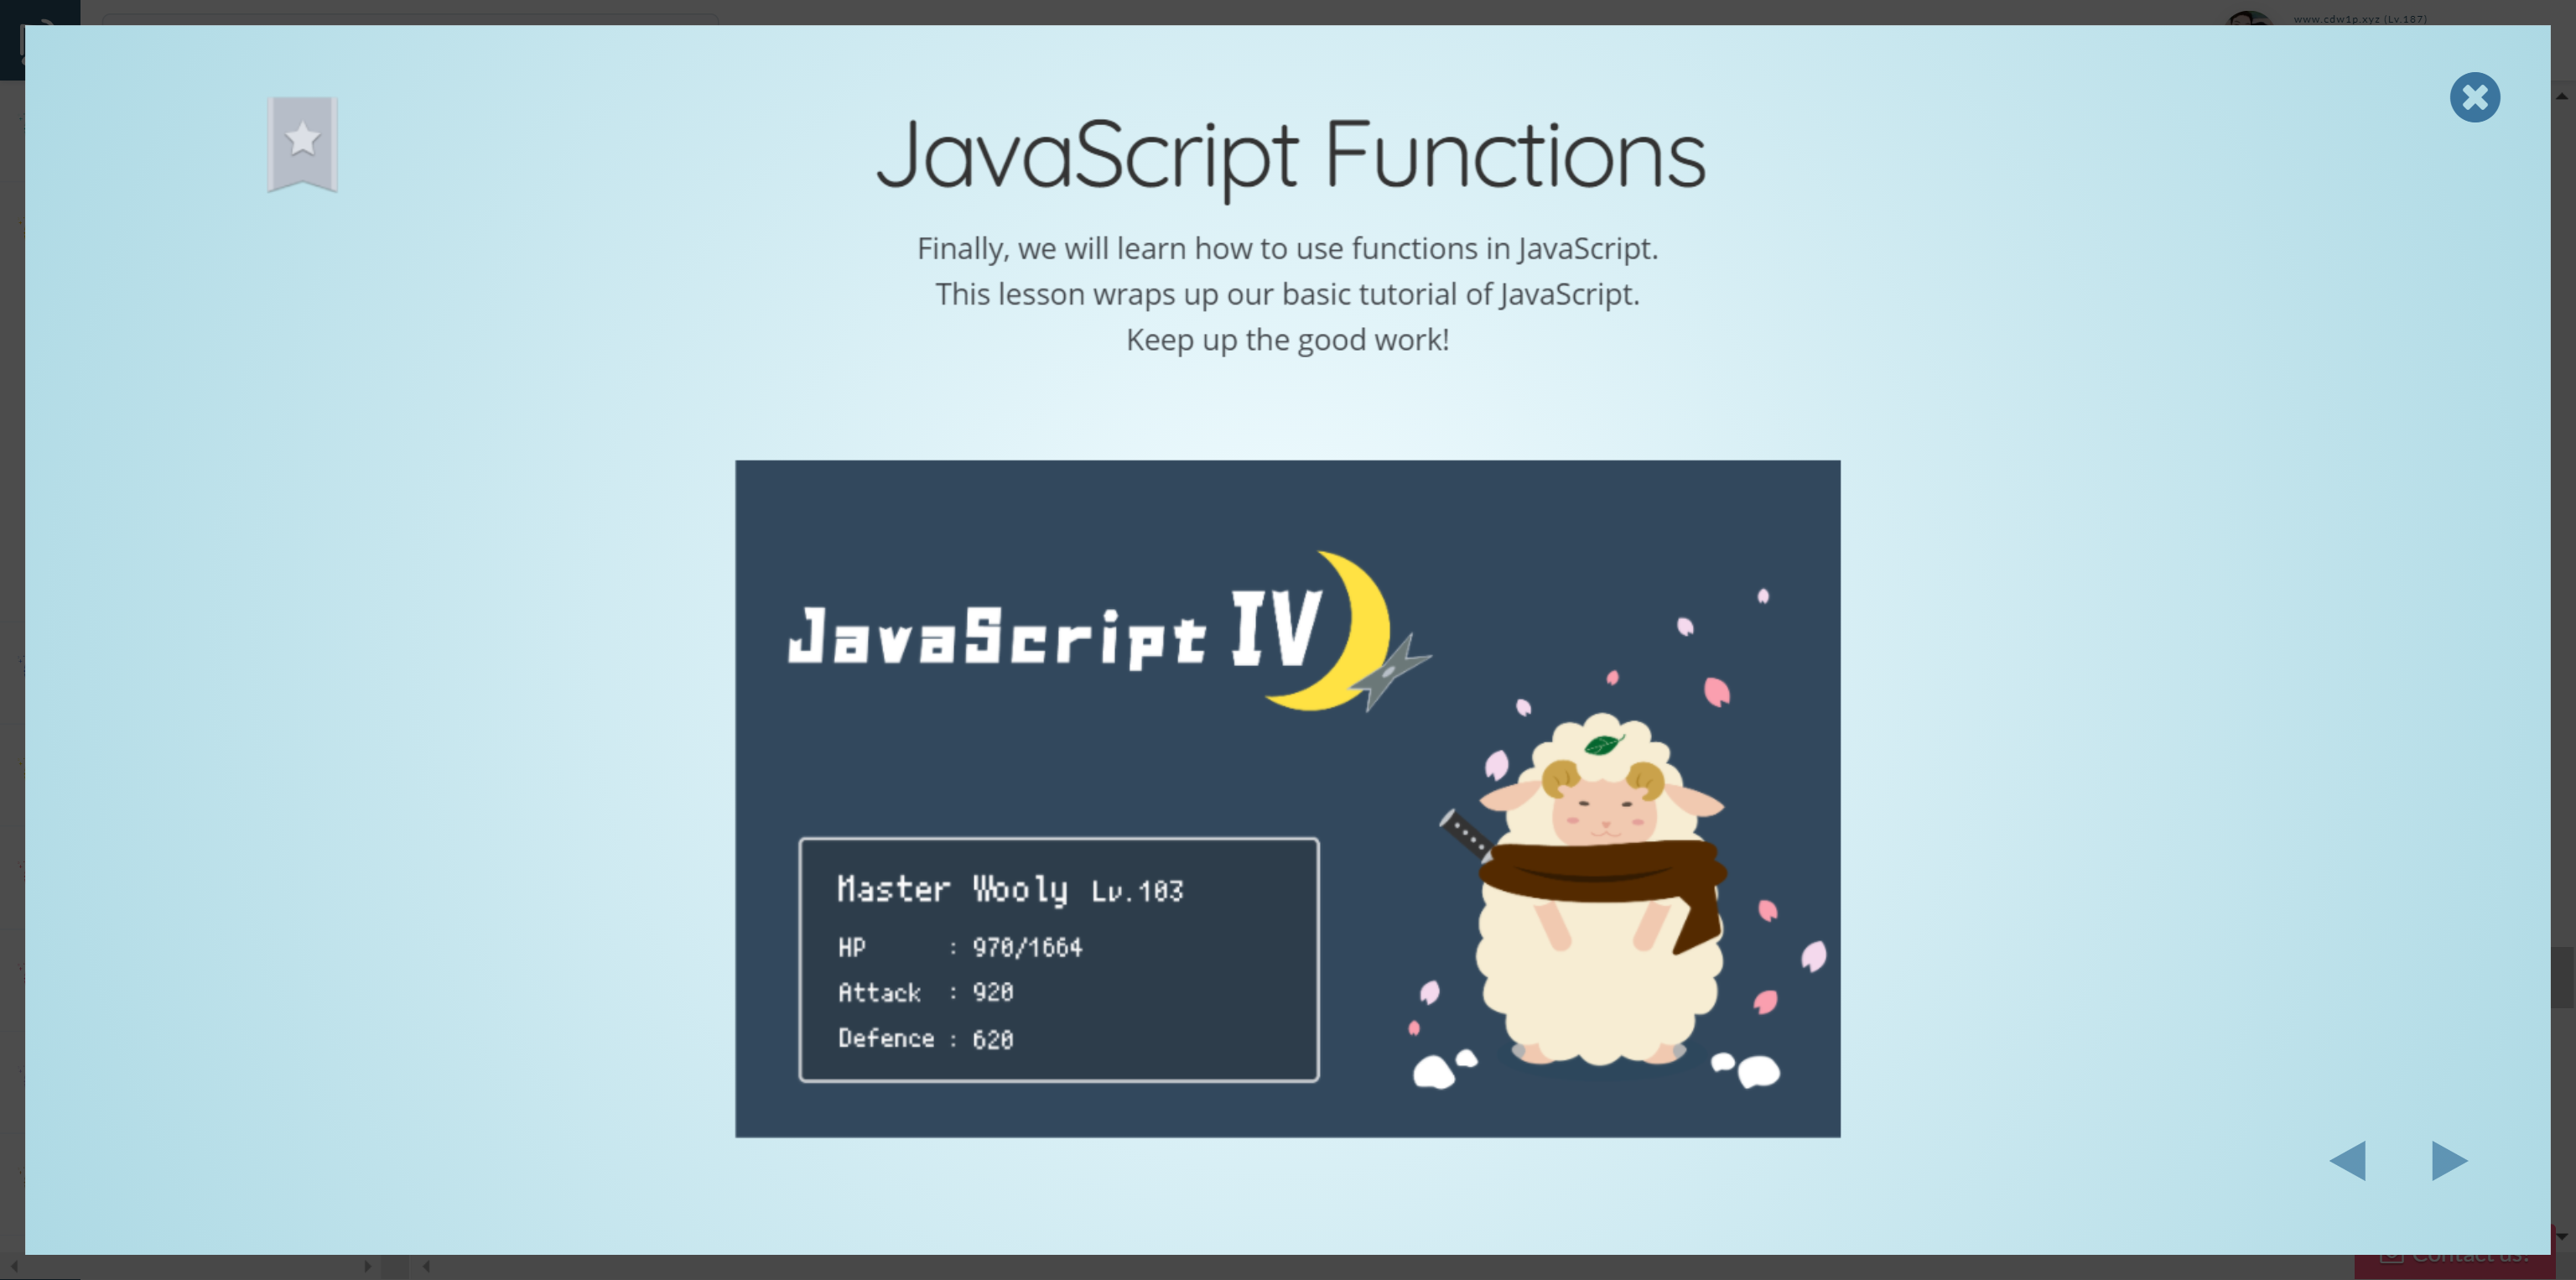 www.cdw1p.xyz (Lv.187)
JavaScript Functions
Finally, we will learn how to use functions in JavaScript.
This lesson wraps up our basic tutorial of JavaScript.
Keep up the good work!
JavaScript IV
Master Wooly Lv.103
HP : 970/1664
Attack : 920
Defence : 620
Contact us!